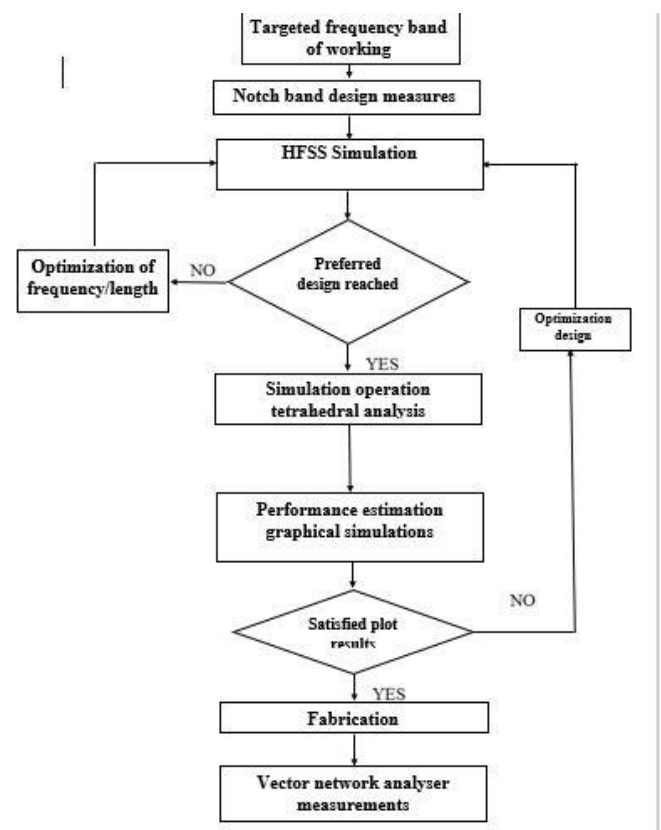 Targeted frequency band
of working
Notch band design measures
HFSS Simulation
Preferred
design reached
NO
Optimization of
frequency/length
Optimization
design
YES
Simulation operation
tetrahedral analysis
Performance estimation
graphical simulations
NO
Satisfied plot
results
YES
Fabrication
Vector network analyser
measurements